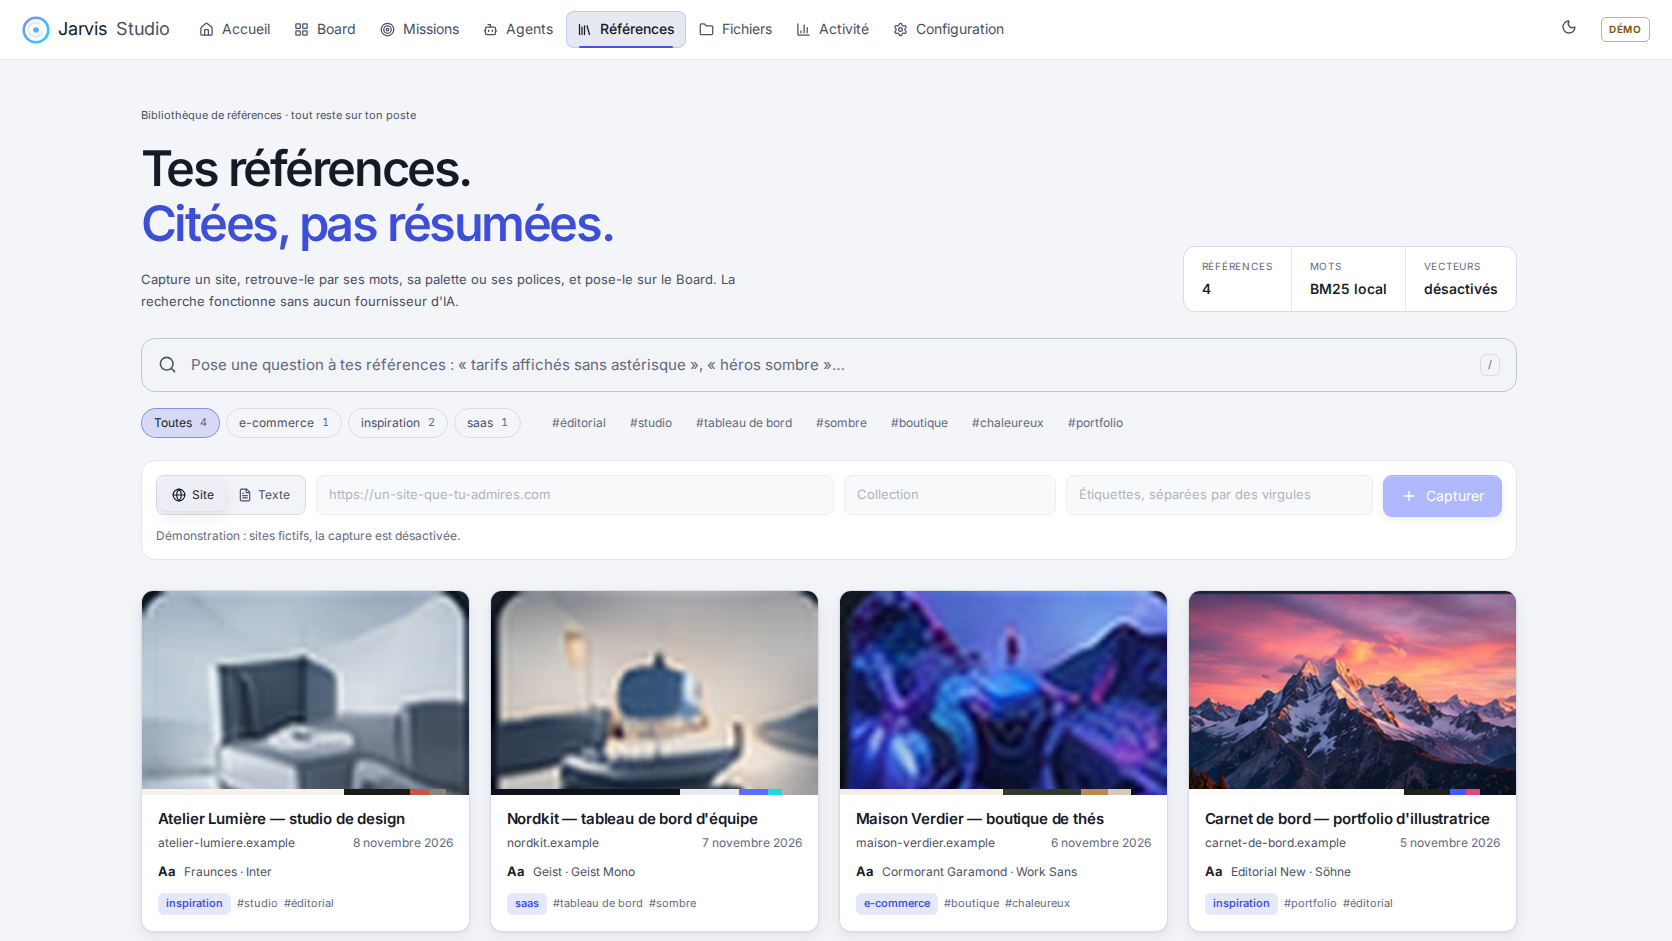 Jarvis Studio
Accueil
Board
Missions
Agents
Références
Fichiers
Activité
Configuration
DÉMO
Bibliothèque de références · tout reste sur ton poste
Tes références.
Citées, pas résumées.
Capture un site, retrouve-le par ses mots, sa palette ou ses polices, et pose-le sur le Board. La
recherche fonctionne sans aucun fournisseur d'IA.
RÉFÉRENCES
4
MOTS
BM25 local
VECTEURS
désactivés
Pose une question à tes références : « tarifs affichés sans astérisque », « héros sombre »... /
Toutes 4
e-commerce 1
inspiration 2
saas 1
#éditorial #studio #tableau de bord #sombre #boutique #chaleureux #portfolio
Site
Texte
https://un-site-que-tu-admires.com
Collection
Étiquettes, séparées par des virgules
Capturer
Démonstration : sites fictifs, la capture est désactivée.
Atelier Lumière — studio de design
atelier-lumiere.example 8 novembre 2026
Aa Fraunces · Inter
inspiration #studio #éditorial
Nordkit — tableau de bord d'équipe
nordkit.example 7 novembre 2026
Aa Geist · Geist Mono
saas #tableau de bord #sombre
Maison Verdier — boutique de thés
maison-verdier.example 6 novembre 2026
Aa Cormorant Garamond · Work Sans
e-commerce #boutique #chaleureux
Carnet de bord — portfolio d'illustratrice
carnet-de-bord.example 5 novembre 2026
Aa Editorial New · Söhne
inspiration #portfolio #éditorial